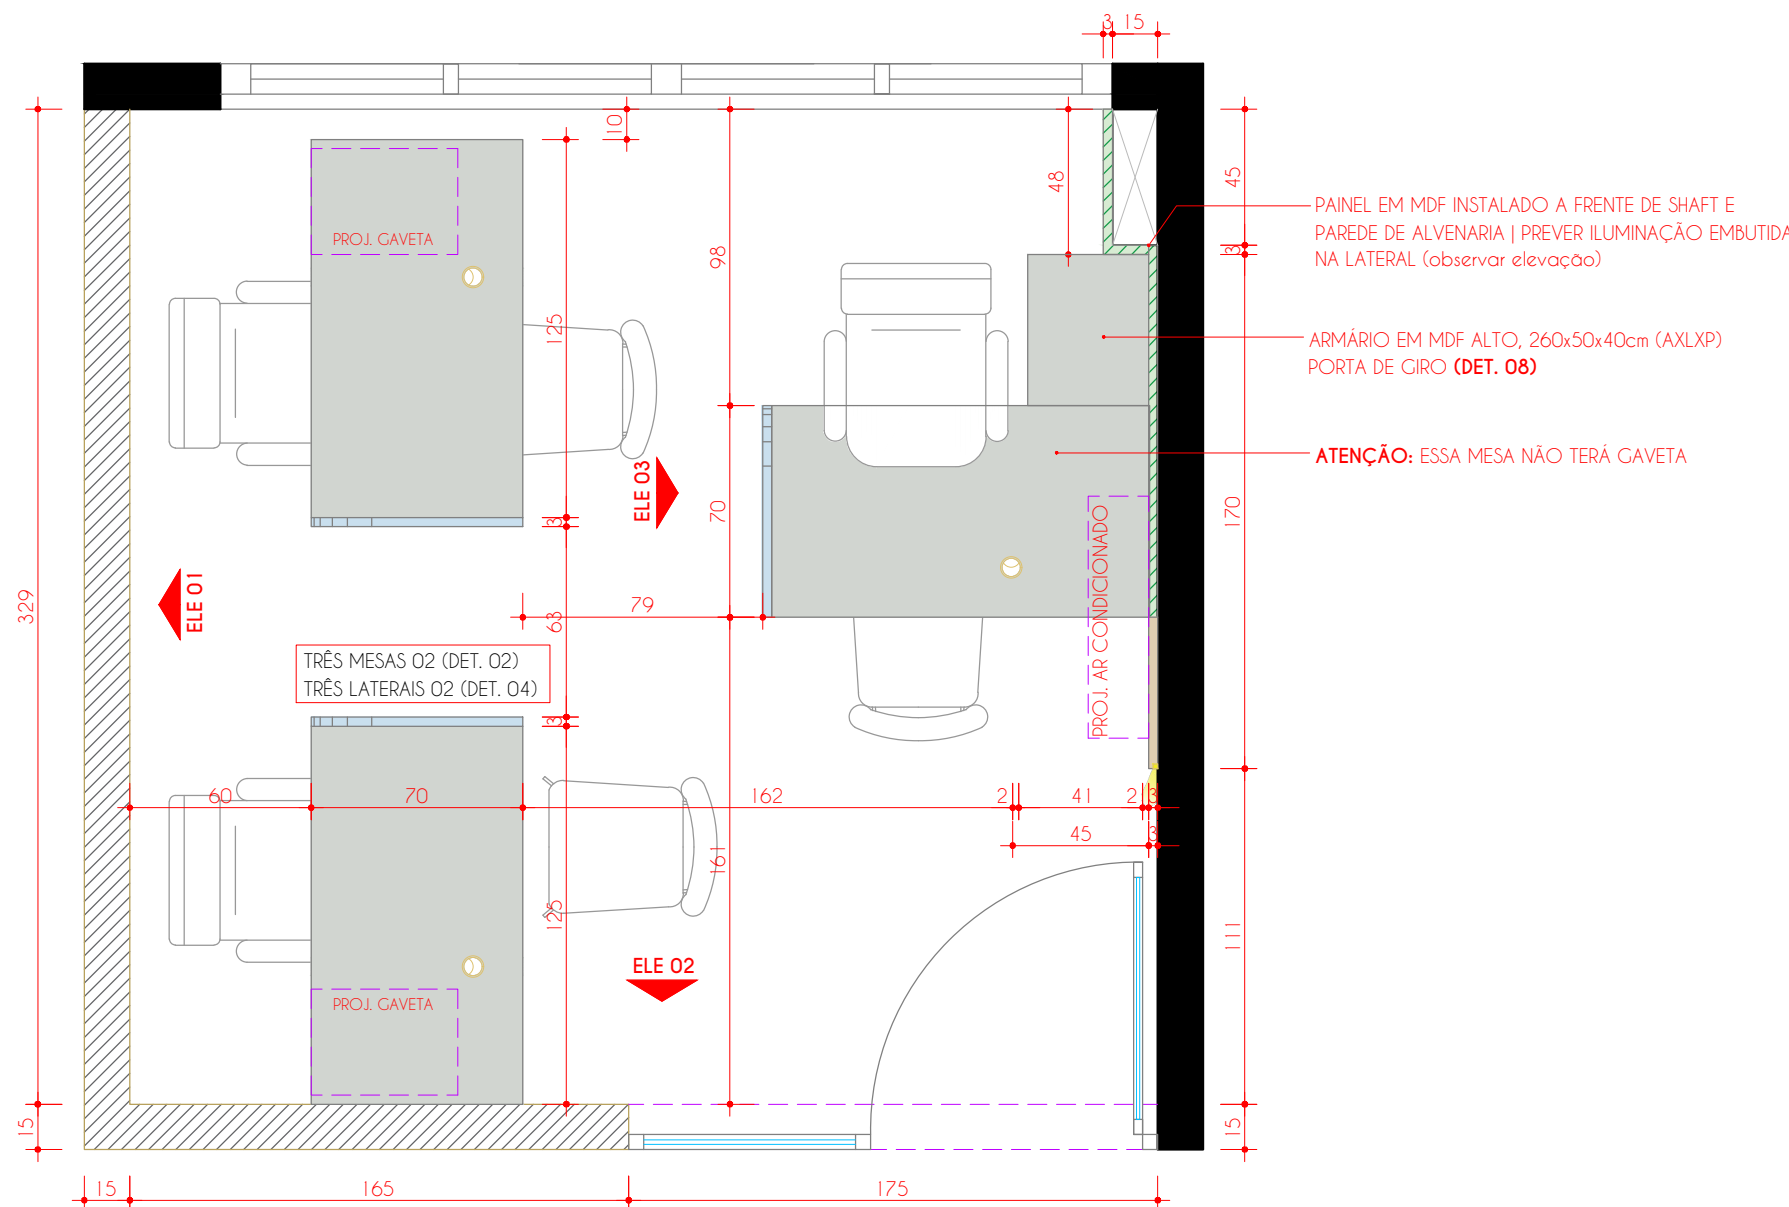 3 15
10
48
45
98
PAINEL EM MDF INSTALADO A FRENTE DE SHAFT E
PAREDE DE ALVENARIA | PREVER ILUMINAÇÃO EMBUTIDA
NA LATERAL (observar elevação)
3
PROJ. GAVETA
125
ARMÁRIO EM MDF ALTO, 260x50x40cm (AXLXP)
PORTA DE GIRO (DET. 08)
ATENÇÃO: ESSA MESA NÃO TERÁ GAVETA
ELE 03
70
170
3
PROJ. AR CONDICIONADO
329
ELE 01
79
63
TRÊS MESAS 02 (DET. 02)
TRÊS LATERAIS 02 (DET. 04)
3
60 70 162 2 41 2 3
45 3
161
125
111
ELE 02
PROJ. GAVETA
15
15
15 165 175